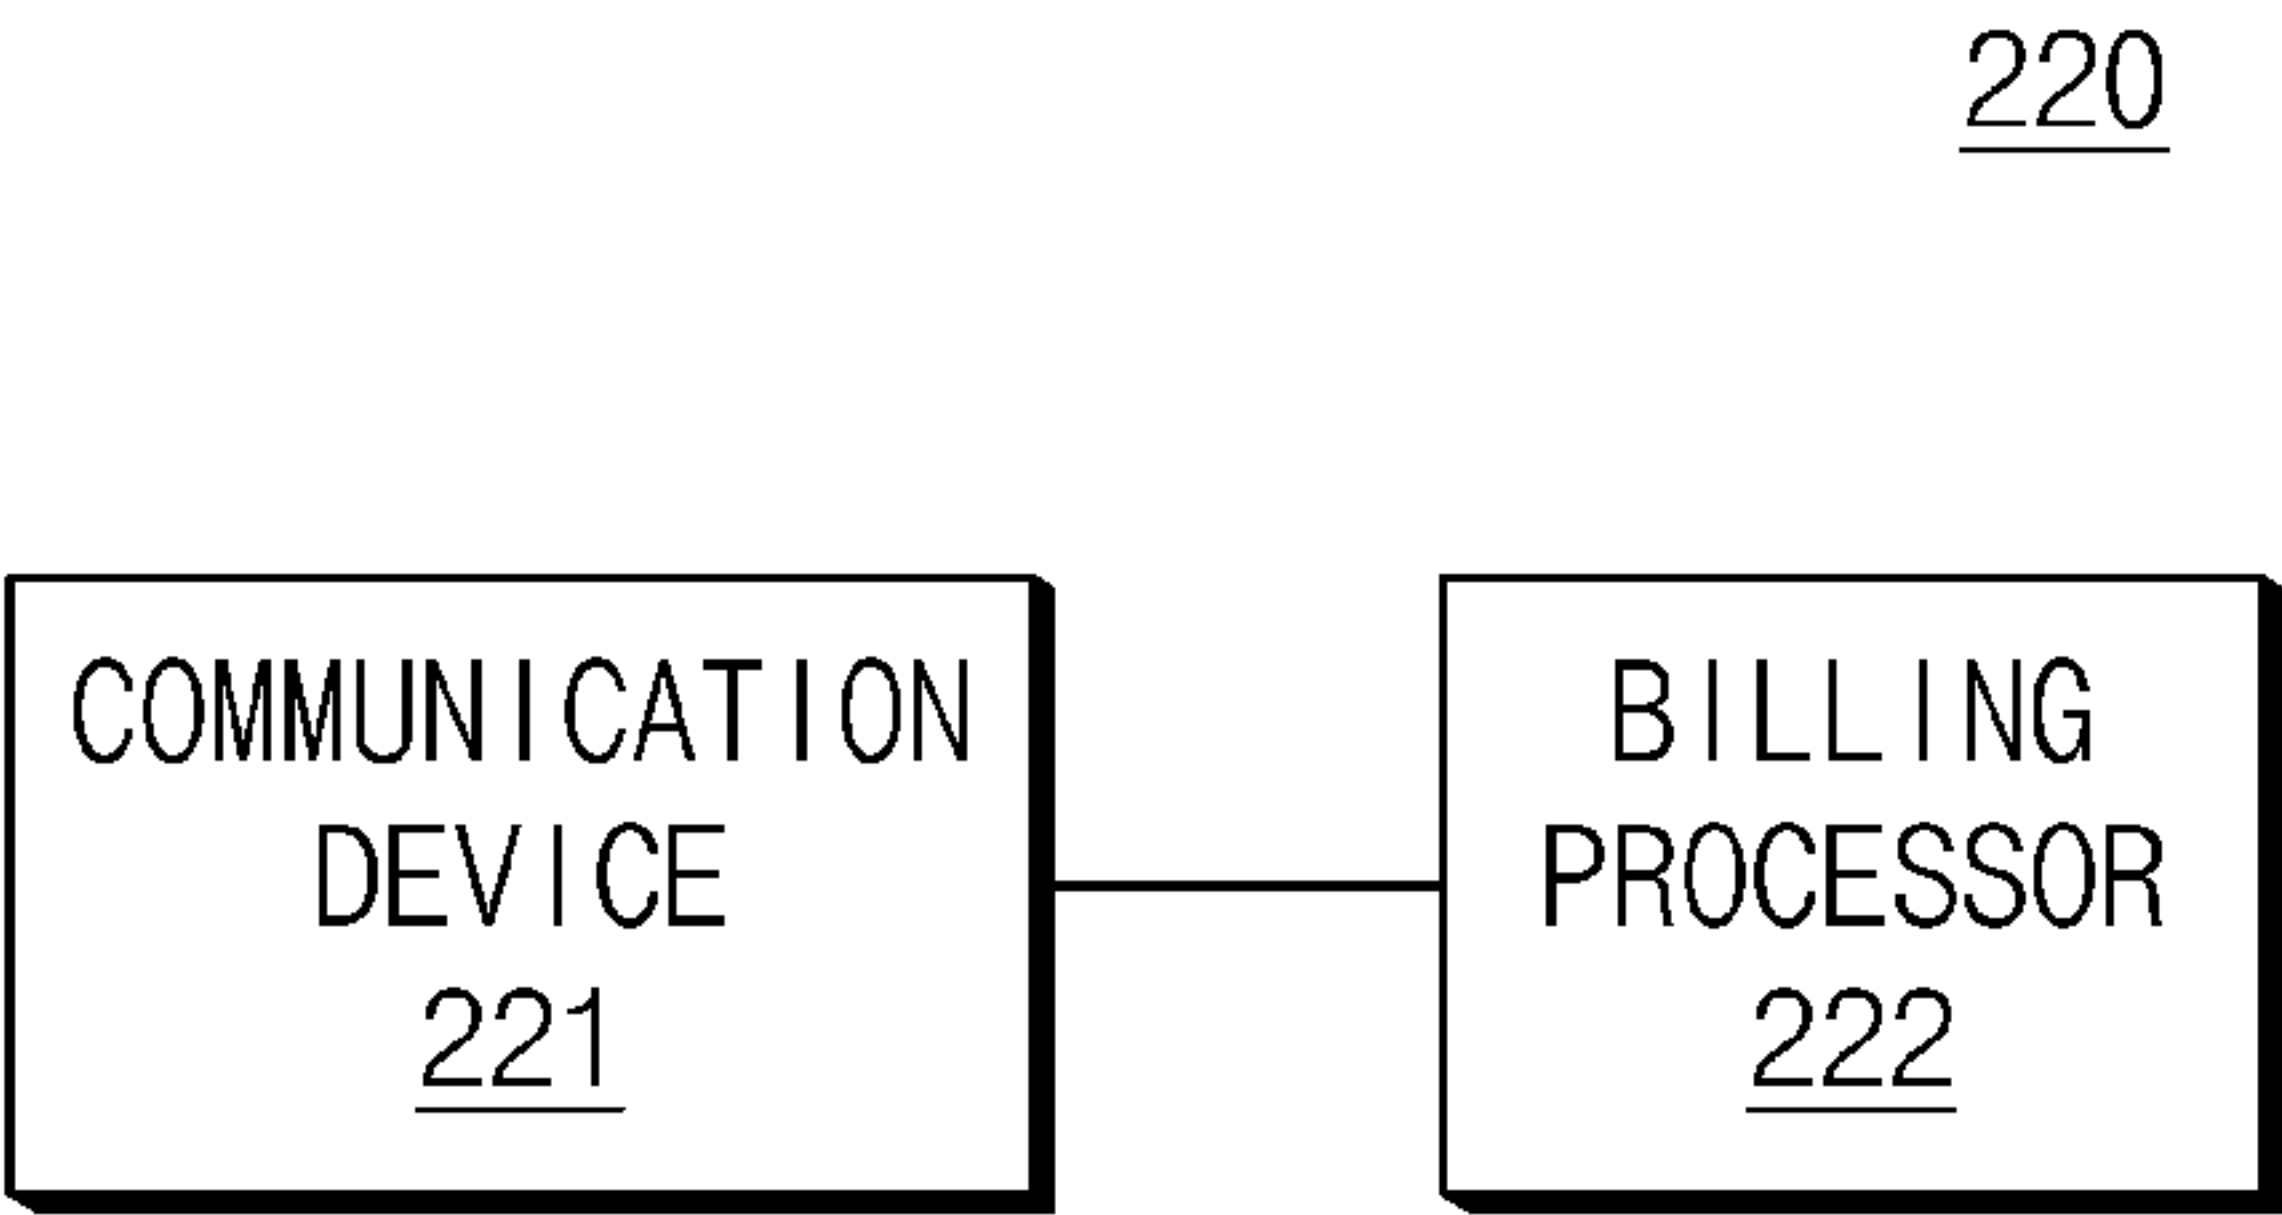 220
COMMUNICATION
DEVICE
221
BILLING
PROCESSOR
222